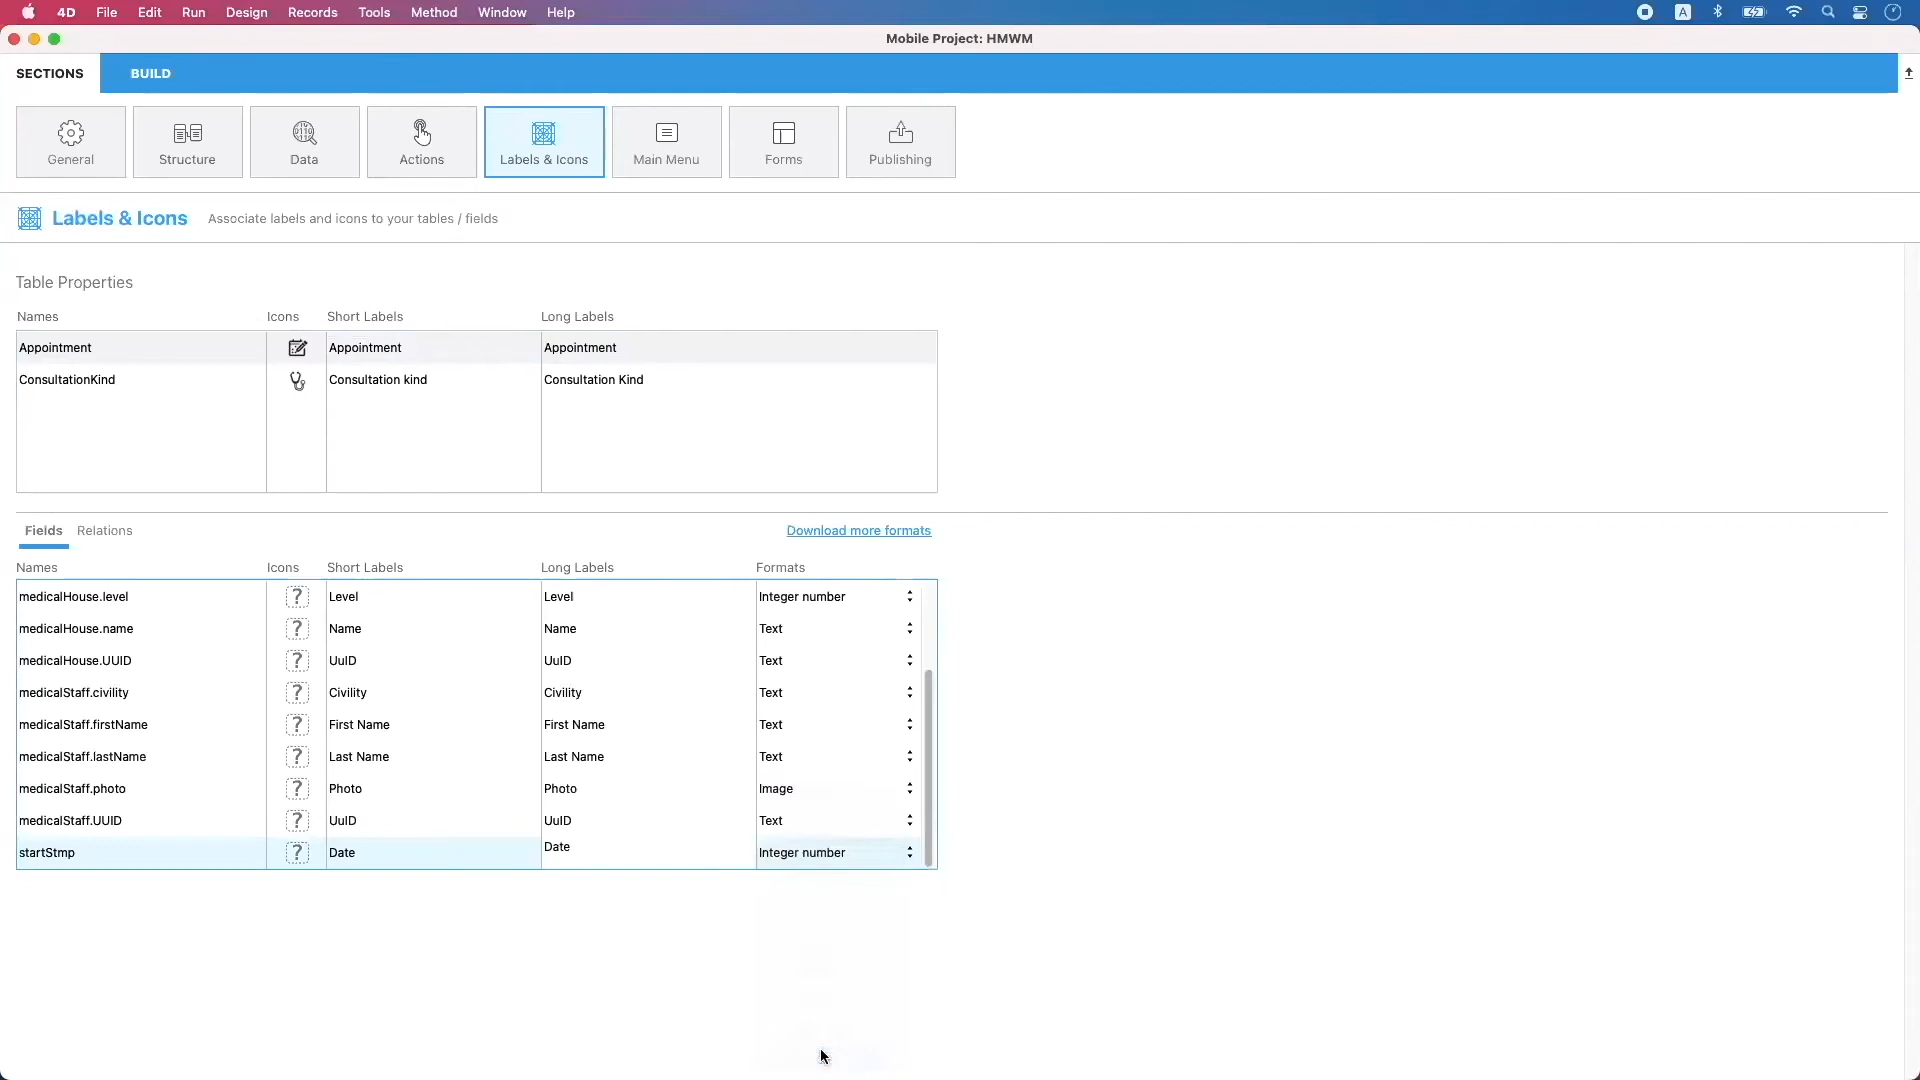 4D File Edit Run Design Records Tools Method Window Help A
Mobile Project: HMWM
SECTIONS BUILD
General Structure Data Actions Labels & Icons Main Menu Forms Publishing
Labels & Icons Associate labels and icons to your tables / fields
Table Properties
Names Icons Short Labels Long Labels
Appointment Appointment Appointment
ConsultationKind Consultation kind Consultation Kind
Fields Relations Download more formats
Names Icons Short Labels Long Labels Formats
medicalHouse.level ? Level Level Integer number
medicalHouse.name ? Name Name Text
medicalHouse.UUID ? UuID UuID Text
medicalStaff.civility ? Civility Civility Text
medicalStaff.firstName ? First Name First Name Text
medicalStaff.lastName ? Last Name Last Name Text
medicalStaff.photo ? Photo Photo Image
medicalStaff.UUID ? UuID UuID Text
startStmp ? Date Date Integer number